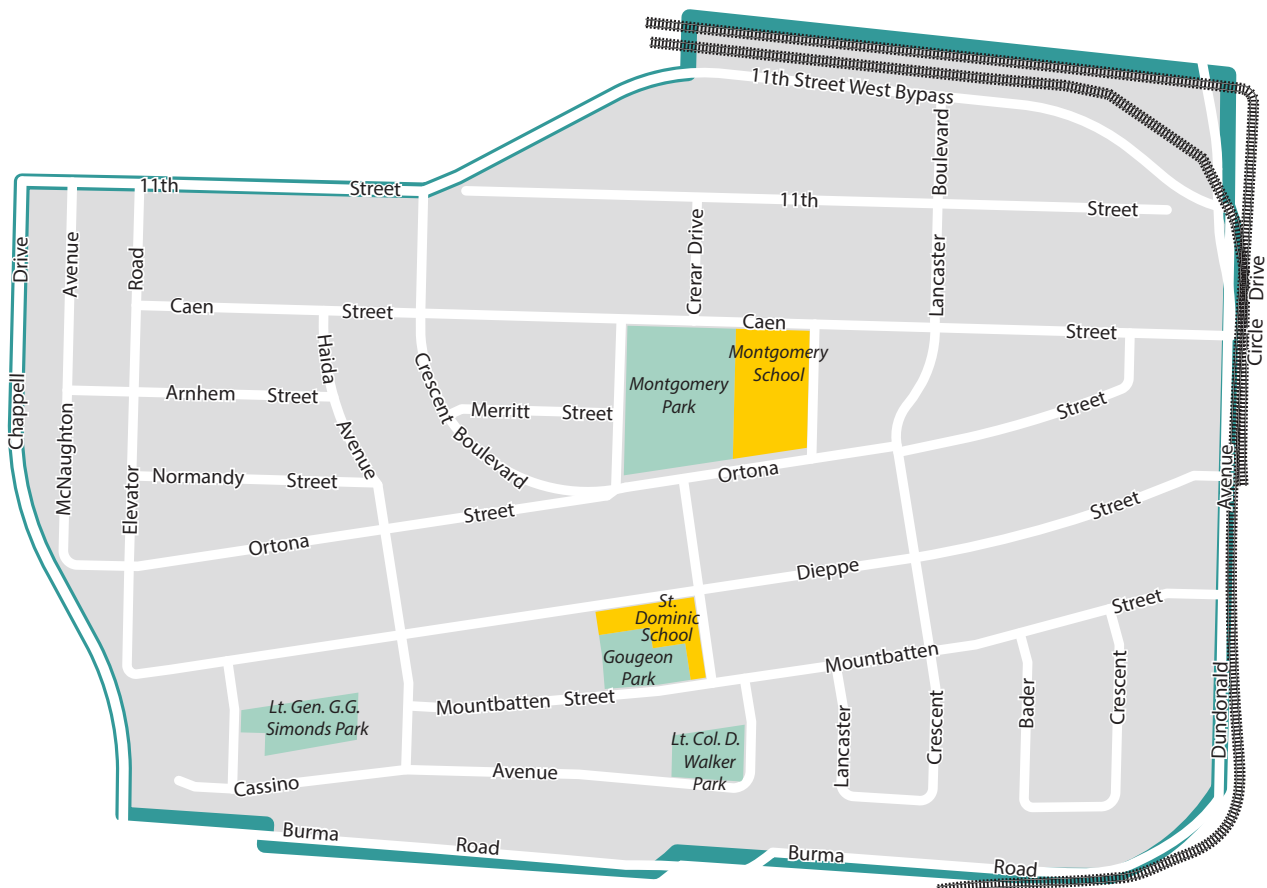 11th Street West Bypass
11th Street
11th Street
Boulevard
Lancaster
Crerar Drive
Chappell Drive
McNaughton Avenue
Elevator Road
Circle Drive
Caen Street
Caen Street
Haida Avenue
Arnhem Street
Crescent Boulevard
Merritt Street
Montgomery
Park
Montgomery
School
Normandy Street
Ortona Street
Ortona Street
Dieppe Street
Dundonald Avenue
St.
Dominic
School
Gougeon
Park
Mountbatten Street
Mountbatten Street
Lt. Gen. G.G.
Simonds Park
Lt. Col. D.
Walker
Park
Lancaster Crescent
Bader Crescent
Cassino Avenue
Burma Road
Burma Road